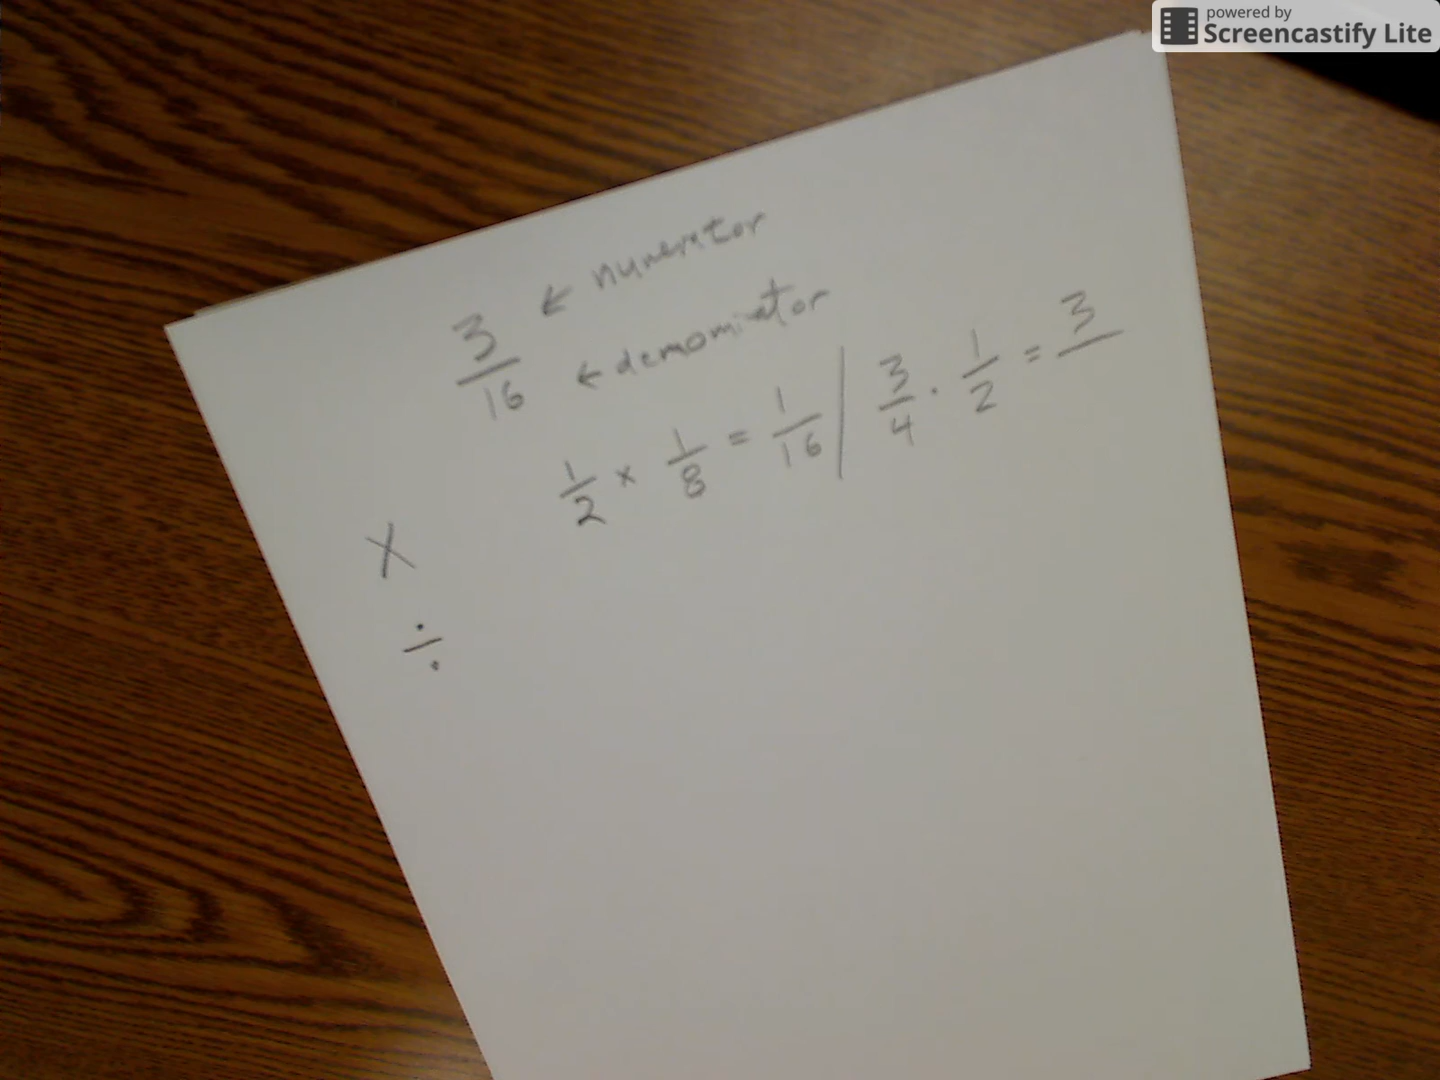 powered by
Screencastify Lite
3/16
← numerator
← demominator
1/2 x 1/8 = 1/16 | 3/4 · 1/2 = 3/
X
÷